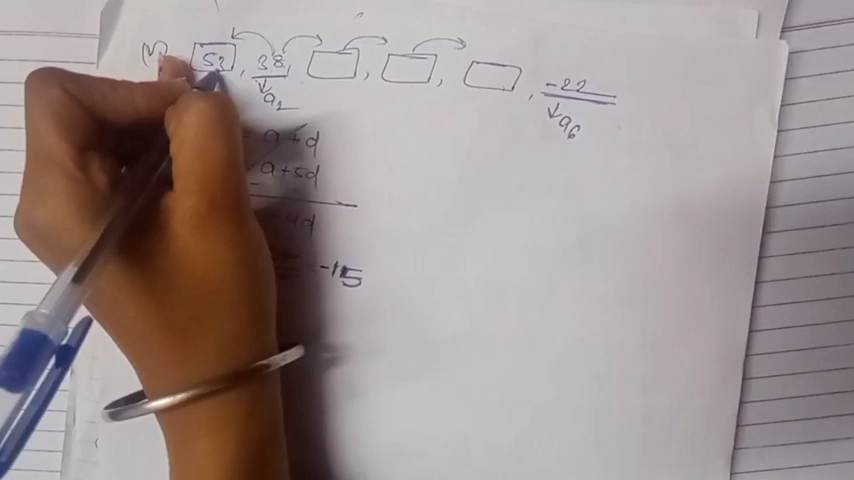 (v) 53, 38, , , , -22
↓a2 ↓a6
= a+d
a+5d
-4d
= -15